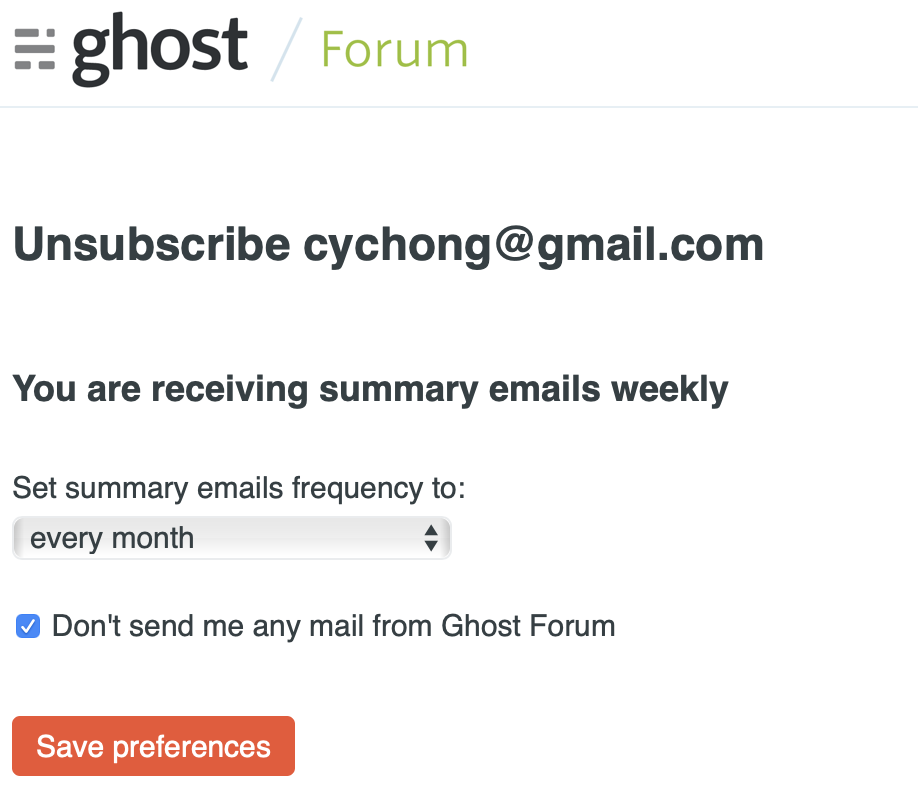 ghost / Forum
Unsubscribe cychong@gmail.com
You are receiving summary emails weekly
Set summary emails frequency to:
every month
Don't send me any mail from Ghost Forum
Save preferences